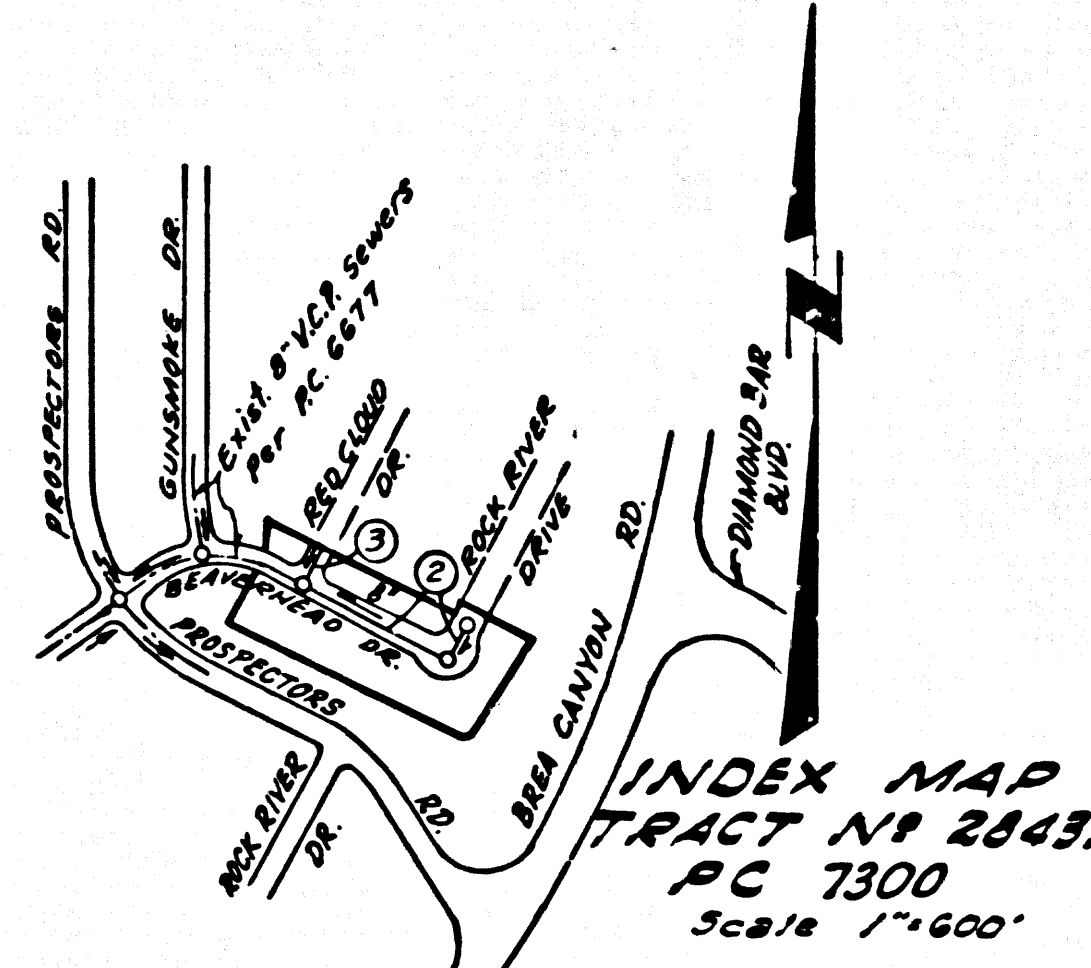 PROSPECTORS RD.
GUNSMOKE DR.
Exist. 8" V.C.P. Sewers
Per P.C. 6677
RED CLOUD
DR.
ROCK RIVER
DRIVE
3
2
BEAVERHEAD DR.
8"
PROSPECTORS
RD.
ROCK RIVER
DR.
BREA CANYON
RD.
DIAMOND BAR
BLVD.
N
INDEX MAP
TRACT Nº
PC 7300
Scale 1"=600'